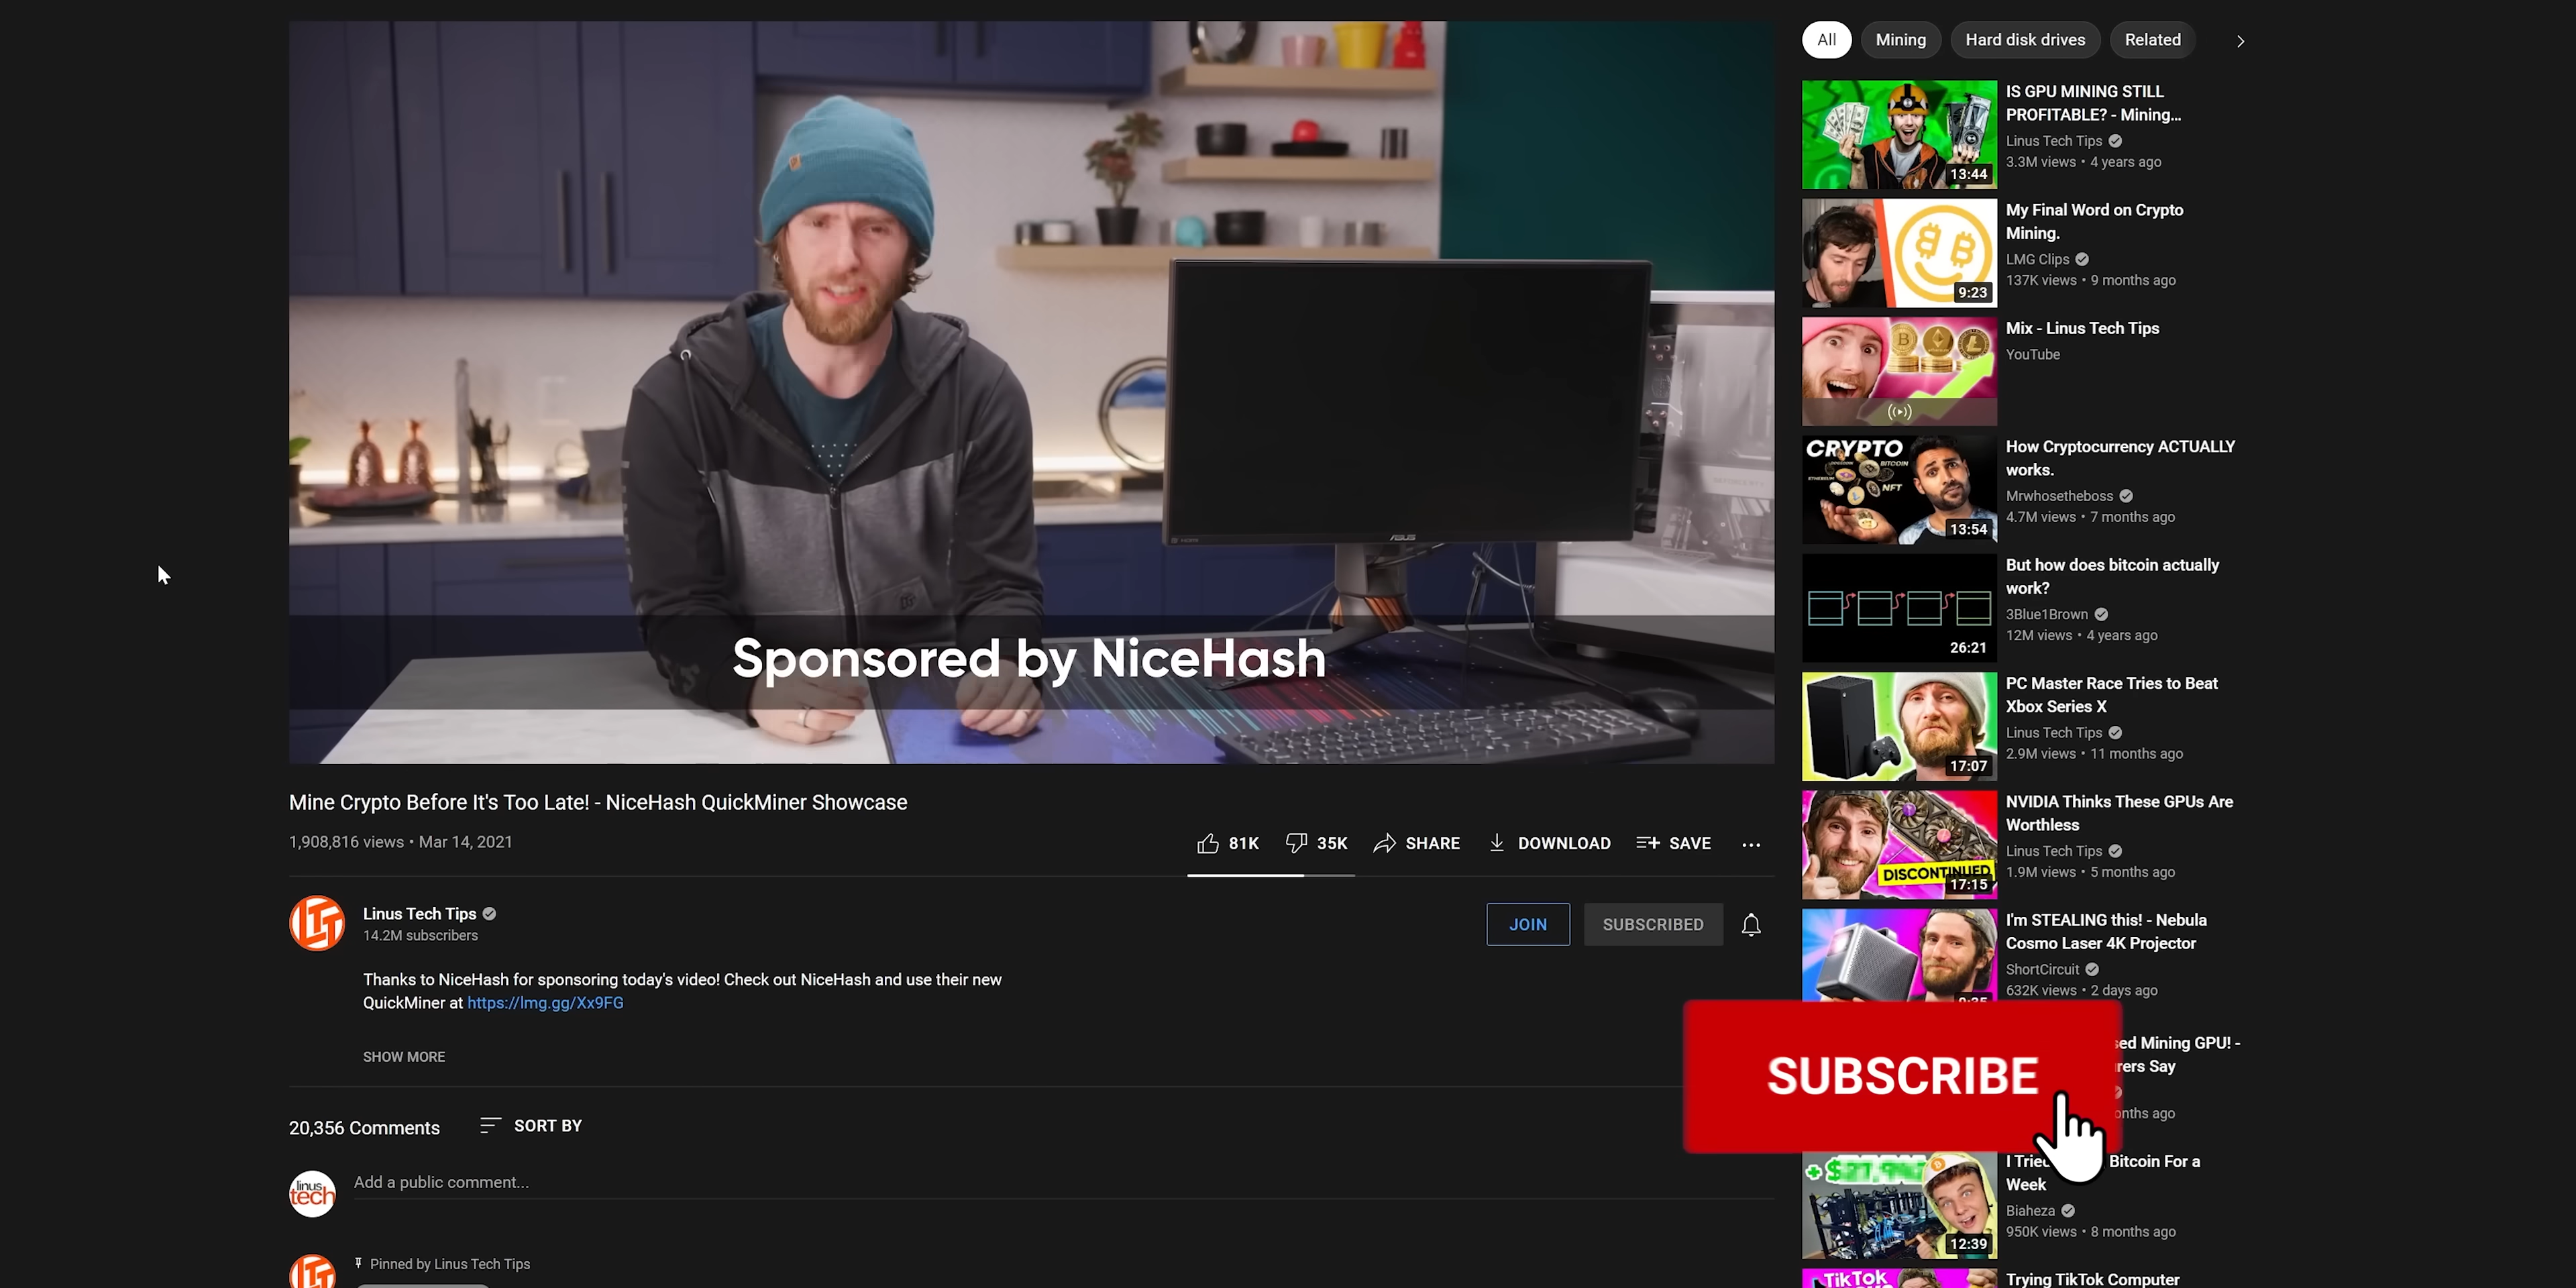 Sponsored by NiceHash
Mine Crypto Before It's Too Late! - NiceHash QuickMiner Showcase
1,908,816 views • Mar 14, 2021
81K
35K
SHARE
DOWNLOAD
SAVE
LTT
Linus Tech Tips
14.2M subscribers
JOIN
SUBSCRIBED
Thanks to NiceHash for sponsoring today's video! Check out NiceHash and use their new
QuickMiner at https://lmg.gg/Xx9FG
SHOW MORE
20,356 Comments
SORT BY
linus
tech
Add a public comment...
Pinned by Linus Tech Tips
HDMI
ASUS
All
Mining
Hard disk drives
Related
13:44
IS GPU MINING STILL
PROFITABLE? - Mining...
Linus Tech Tips
3.3M views • 4 years ago
9:23
My Final Word on Crypto
Mining.
LMG Clips
137K views • 9 months ago
Mix - Linus Tech Tips
YouTube
CRYPTO
BITCOIN
ETHEREUM
NFT
13:54
How Cryptocurrency ACTUALLY
works.
Mrwhosetheboss
4.7M views • 7 months ago
26:21
But how does bitcoin actually
work?
3Blue1Brown
12M views • 4 years ago
17:07
PC Master Race Tries to Beat
Xbox Series X
Linus Tech Tips
2.9M views • 11 months ago
DISCONTINUED
17:15
NVIDIA Thinks These GPUs Are
Worthless
Linus Tech Tips
1.9M views • 5 months ago
I'm STEALING this! - Nebula
Cosmo Laser 4K Projector
ShortCircuit
632K views • 2 days ago
SUBSCRIBE
Mining GPU! -
Say
ago
12:39
I Bitcoin For a
Week
Biaheza
950K views • 8 months ago
TikTok
Trying TikTok Computer